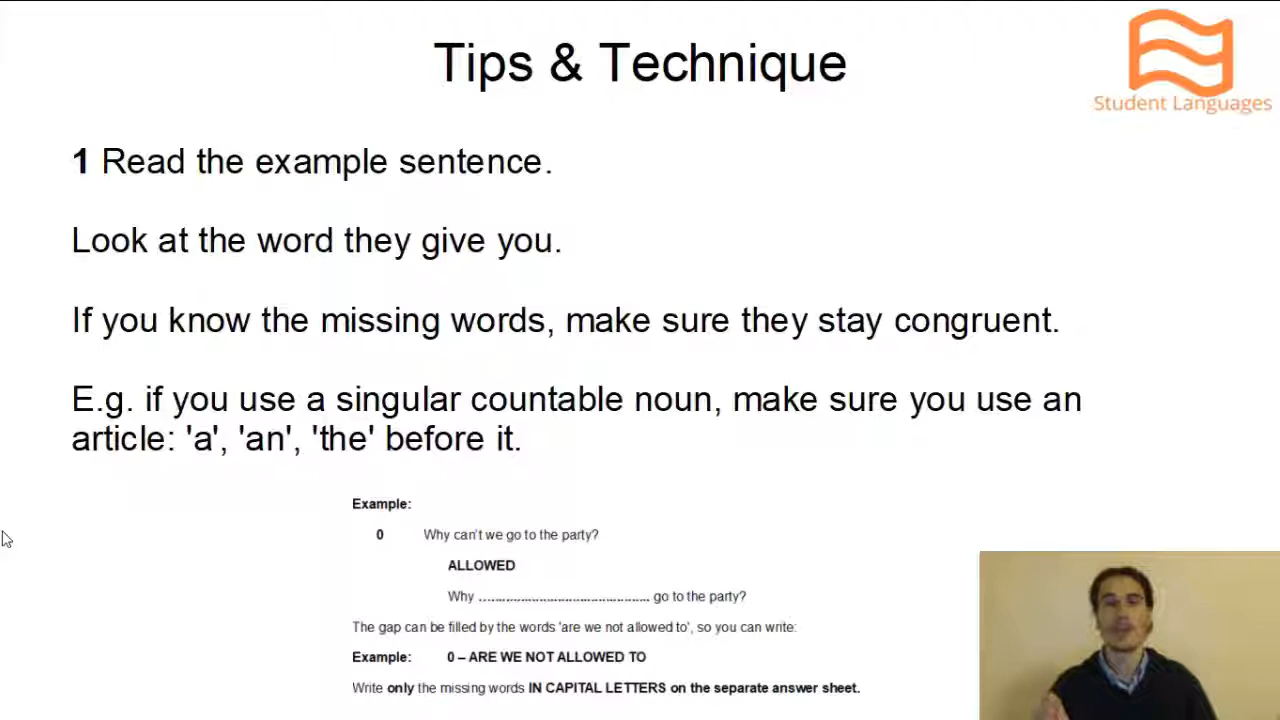 Tips & Technique
Student Languages
1 Read the example sentence.
Look at the word they give you.
If you know the missing words, make sure they stay congruent.
E.g. if you use a singular countable noun, make sure you use an
article: 'a', 'an', 'the' before it.
Example:
0 Why can't we go to the party?
ALLOWED
Why ................................................ go to the party?
The gap can be filled by the words 'are we not allowed to', so you can write:
Example: 0 – ARE WE NOT ALLOWED TO
Write only the missing words IN CAPITAL LETTERS on the separate answer sheet.